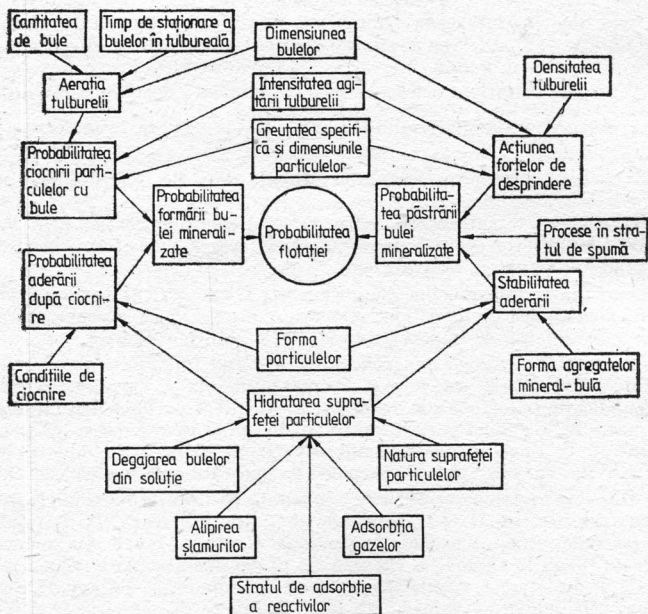 Cantitatea
de bule
Timp de staționare a
bulelor în tulbureală
Dimensiunea
bulelor
Densitatea
tulburelii
Aerația
tulburelii
Intensitatea agi-
tării tulburelii
Greutatea specifi-
că și dimensiunile
particulelor
Probabilitatea
ciocnirii parti-
culelor cu
bule
Acțiunea
forțelor de
desprindere
Probabilitatea
formării bu-
lei minerali-
zate
Probabilitatea
flotației
Probabilita-
tea păstrării
bulei
mineralizate
Procese în stra-
tul de spumă
Probabilitatea
aderării
după ciocni-
re
Stabilitatea
aderării
Forma
particulelor
Condițiile de
ciocnire
Forma agregatelor
mineral-bulă
Hidratarea supra-
feței particulelor
Degajarea bulelor
din soluție
Natura suprafeței
particulelor
Alipirea
șlamurilor
Adsorbția
gazelor
Stratul de adsorbție
a reactivilor